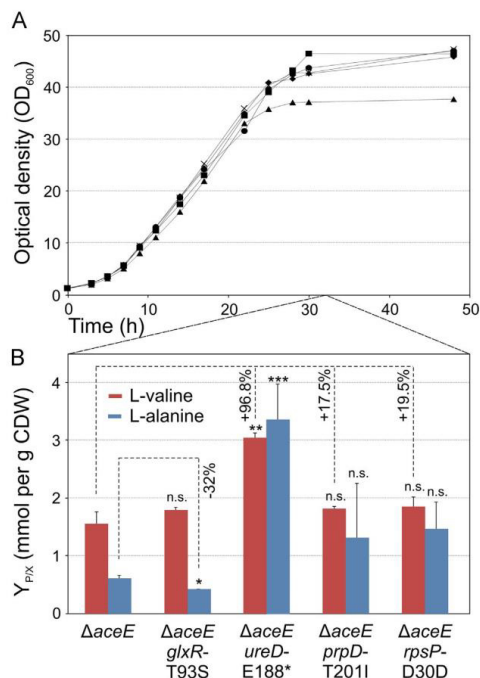 A
Optical density (OD600)
50
40
30
20
10
0
0 10 20 30 40 50
Time (h)
B
L-valine
L-alanine
YP/X (mmol per g CDW)
4
3
2
1
0
-32%
+96.8%
+17.5%
+19.5%
n.s.
*
**
***
n.s.
n.s.
n.s.
n.s.
ΔaceE
ΔaceE
glxR-
T93S
ΔaceE
ureD-
E188*
ΔaceE
prpD-
T201I
ΔaceE
rpsP-
D30D